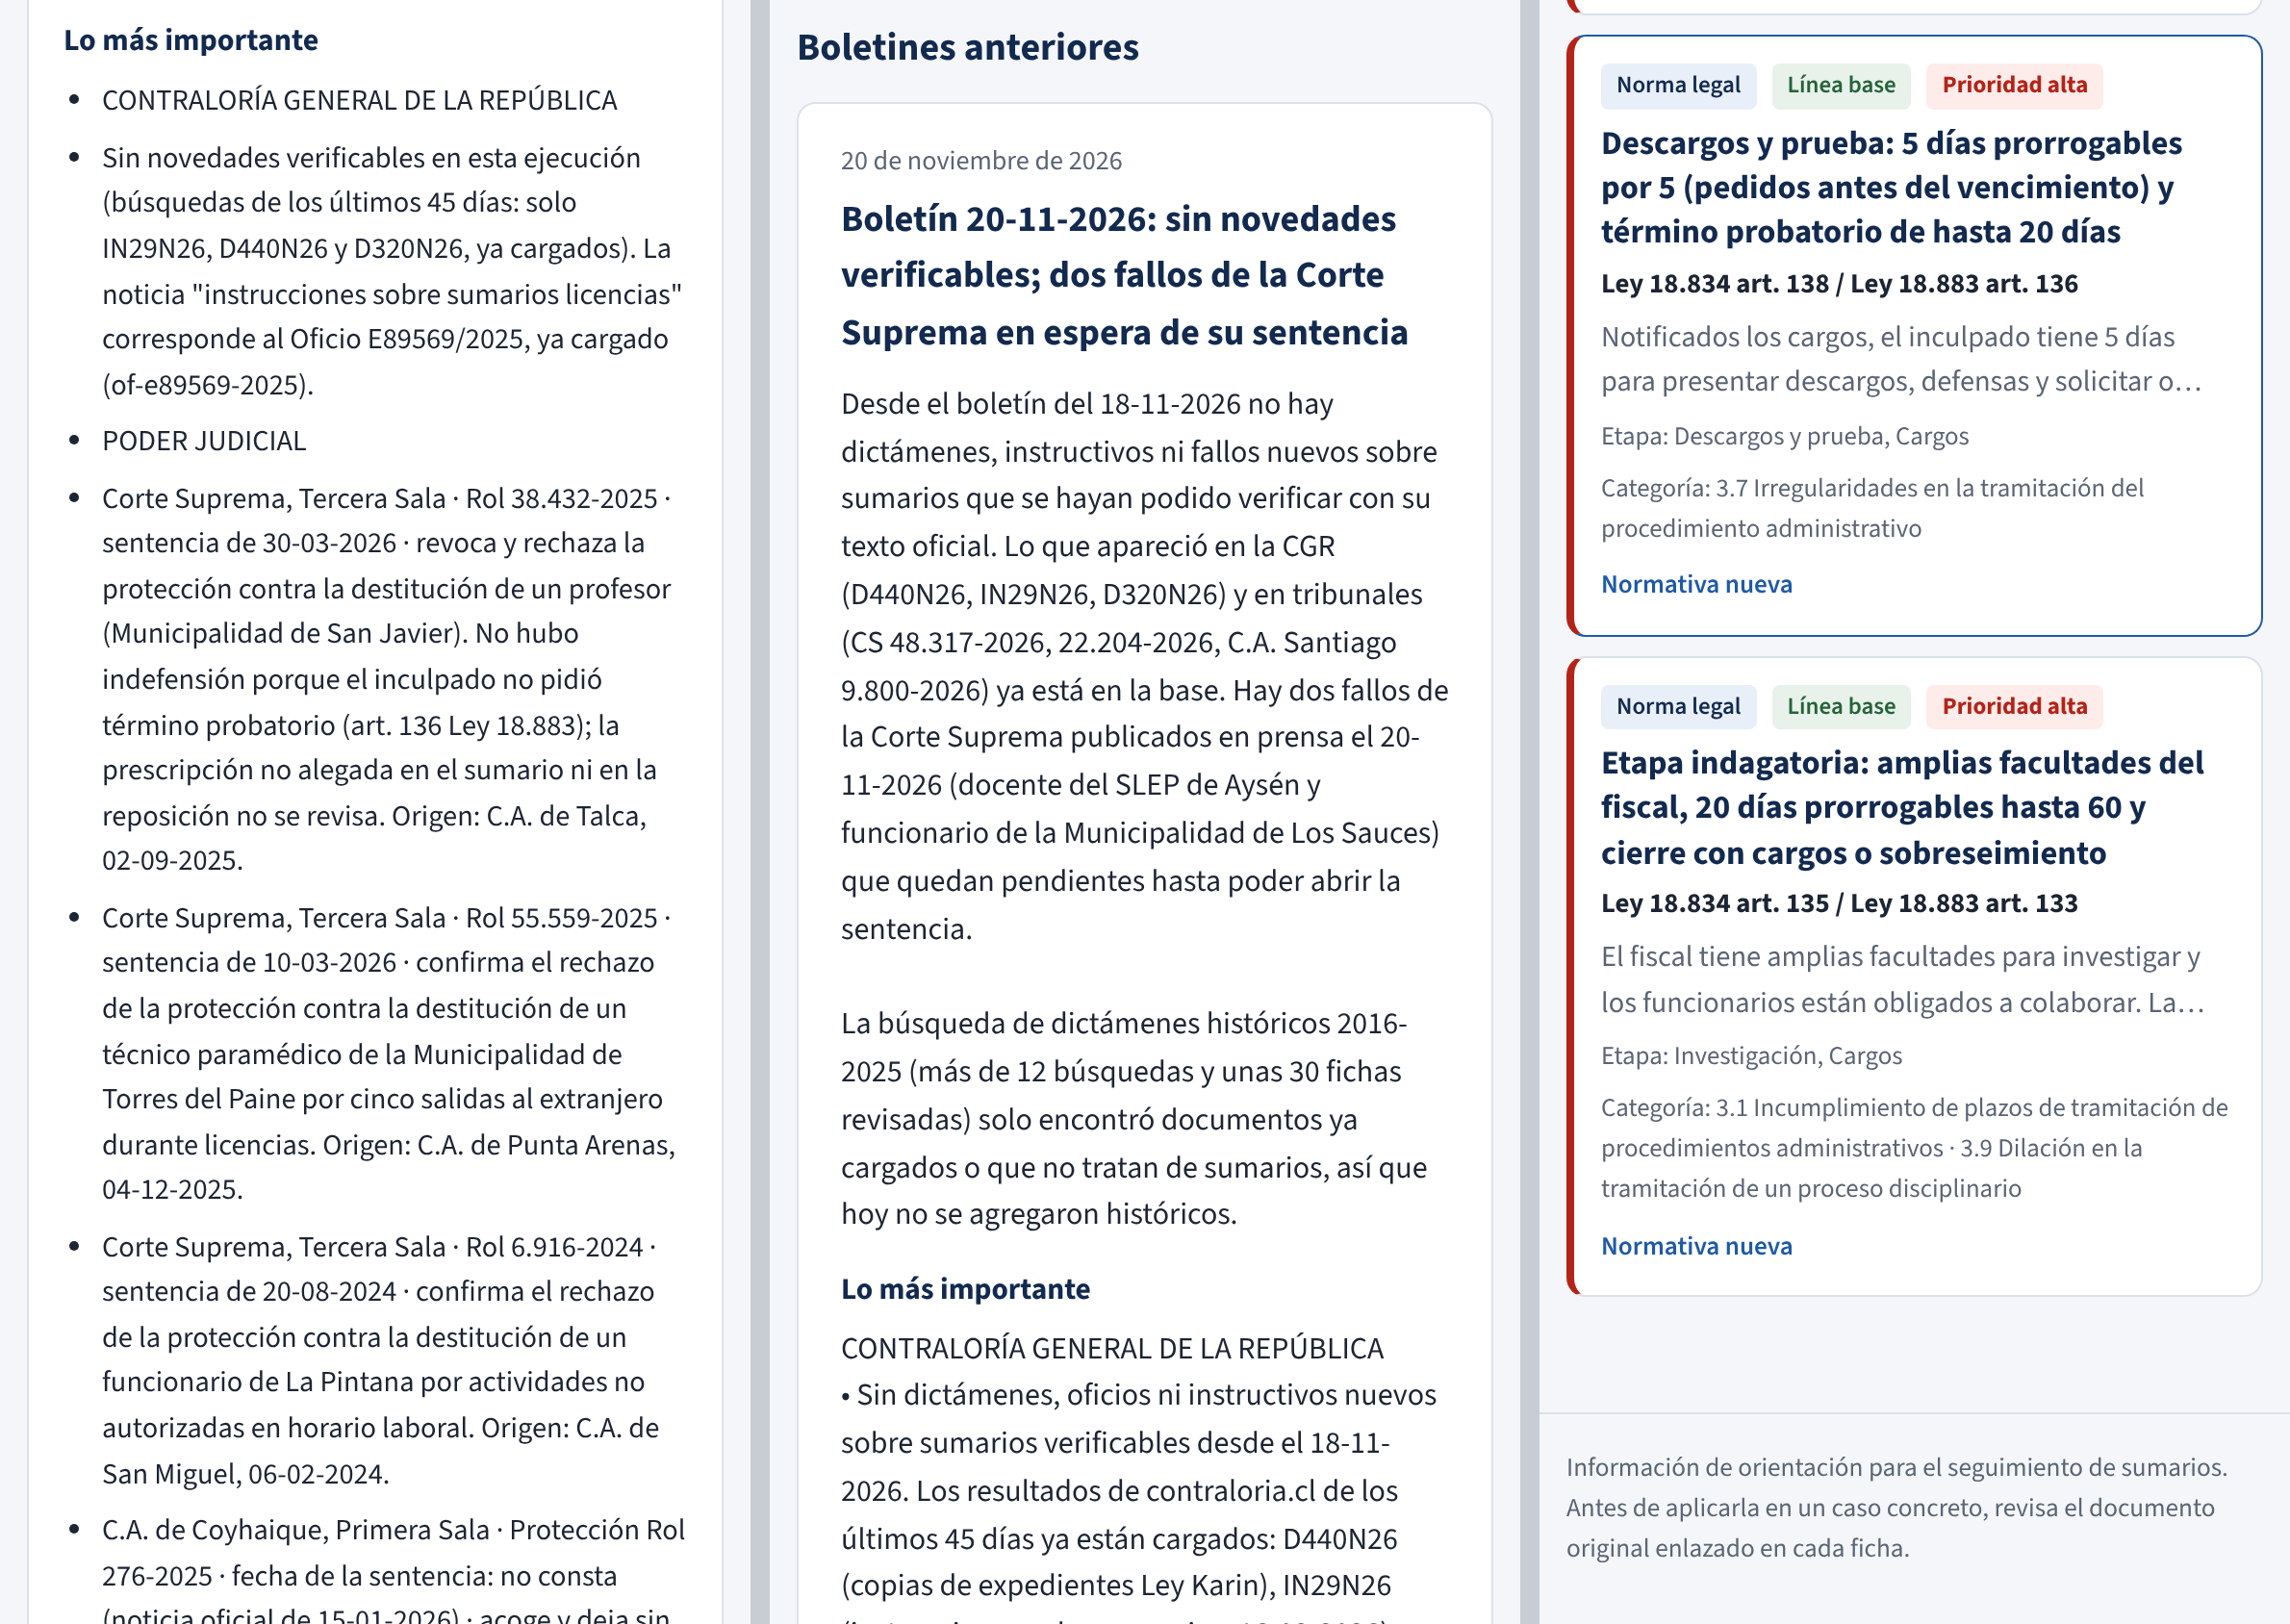 Lo más importante
• CONTRALORÍA GENERAL DE LA REPÚBLICA
• Sin novedades verificables en esta ejecución
(búsquedas de los últimos 45 días: solo
IN29N26, D440N26 y D320N26, ya cargados). La
noticia "instrucciones sobre sumarios licencias"
corresponde al Oficio E89569/2025, ya cargado
(of-e89569-2025).
• PODER JUDICIAL
• Corte Suprema, Tercera Sala · Rol 38.432-2025 ·
sentencia de 30-03-2026 · revoca y rechaza la
protección contra la destitución de un profesor
(Municipalidad de San Javier). No hubo
indefensión porque el inculpado no pidió
término probatorio (art. 136 Ley 18.883); la
prescripción no alegada en el sumario ni en la
reposición no se revisa. Origen: C.A. de Talca,
02-09-2025.
• Corte Suprema, Tercera Sala · Rol 55.559-2025 ·
sentencia de 10-03-2026 · confirma el rechazo
de la protección contra la destitución de un
técnico paramédico de la Municipalidad de
Torres del Paine por cinco salidas al extranjero
durante licencias. Origen: C.A. de Punta Arenas,
04-12-2025.
• Corte Suprema, Tercera Sala · Rol 6.916-2024 ·
sentencia de 20-08-2024 · confirma el rechazo
de la protección contra la destitución de un
funcionario de La Pintana por actividades no
autorizadas en horario laboral. Origen: C.A. de
San Miguel, 06-02-2024.
• C.A. de Coyhaique, Primera Sala · Protección Rol
276-2025 · fecha de la sentencia: no consta
(noticia oficial de 15-01-2026) · acoge y deja sin
Boletines anteriores
20 de noviembre de 2026
Boletín 20-11-2026: sin novedades
verificables; dos fallos de la Corte
Suprema en espera de su sentencia
Desde el boletín del 18-11-2026 no hay
dictámenes, instructivos ni fallos nuevos sobre
sumarios que se hayan podido verificar con su
texto oficial. Lo que apareció en la CGR
(D440N26, IN29N26, D320N26) y en tribunales
(CS 48.317-2026, 22.204-2026, C.A. Santiago
9.800-2026) ya está en la base. Hay dos fallos de
la Corte Suprema publicados en prensa el 20-
11-2026 (docente del SLEP de Aysén y
funcionario de la Municipalidad de Los Sauces)
que quedan pendientes hasta poder abrir la
sentencia.
La búsqueda de dictámenes históricos 2016-
2025 (más de 12 búsquedas y unas 30 fichas
revisadas) solo encontró documentos ya
cargados o que no tratan de sumarios, así que
hoy no se agregaron históricos.
Lo más importante
CONTRALORÍA GENERAL DE LA REPÚBLICA
• Sin dictámenes, oficios ni instructivos nuevos
sobre sumarios verificables desde el 18-11-
2026. Los resultados de contraloria.cl de los
últimos 45 días ya están cargados: D440N26
(copias de expedientes Ley Karin), IN29N26
Norma legal Línea base Prioridad alta
Descargos y prueba: 5 días prorrogables
por 5 (pedidos antes del vencimiento) y
término probatorio de hasta 20 días
Ley 18.834 art. 138 / Ley 18.883 art. 136
Notificados los cargos, el inculpado tiene 5 días
para presentar descargos, defensas y solicitar o…
Etapa: Descargos y prueba, Cargos
Categoría: 3.7 Irregularidades en la tramitación del
procedimiento administrativo
Normativa nueva
Norma legal Línea base Prioridad alta
Etapa indagatoria: amplias facultades del
fiscal, 20 días prorrogables hasta 60 y
cierre con cargos o sobreseimiento
Ley 18.834 art. 135 / Ley 18.883 art. 133
El fiscal tiene amplias facultades para investigar y
los funcionarios están obligados a colaborar. La…
Etapa: Investigación, Cargos
Categoría: 3.1 Incumplimiento de plazos de tramitación de
procedimientos administrativos · 3.9 Dilación en la
tramitación de un proceso disciplinario
Normativa nueva
Información de orientación para el seguimiento de sumarios.
Antes de aplicarla en un caso concreto, revisa el documento
original enlazado en cada ficha.